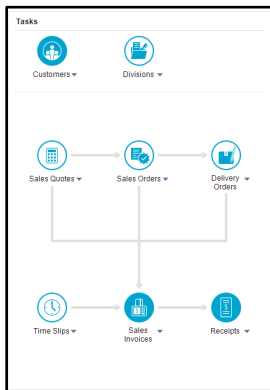 Tasks
Customers
Divisions
Sales Quotes
Sales Orders
Delivery
Orders
Time Slips
Sales
Invoices
Receipts